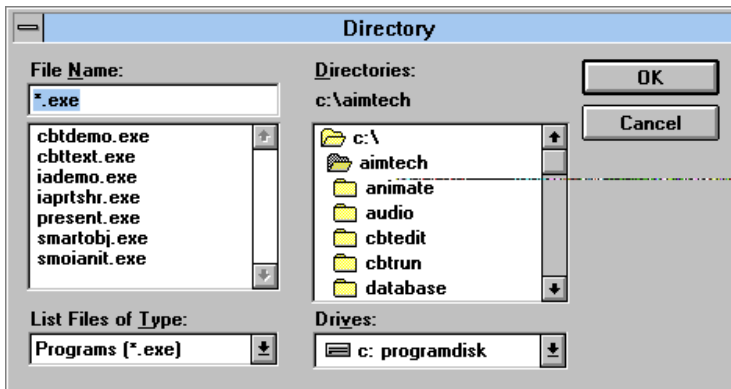 Directory
File Name:
*.exe
cbtdemo.exe
cbttext.exe
iademo.exe
iaprtshr.exe
present.exe
smartobj.exe
smoianit.exe
List Files of Type:
Programs (*.exe)
Directories:
c:\aimtech
c:\
aimtech
animate
audio
cbtedit
cbtrun
database
Drives:
c: programdisk
OK
Cancel